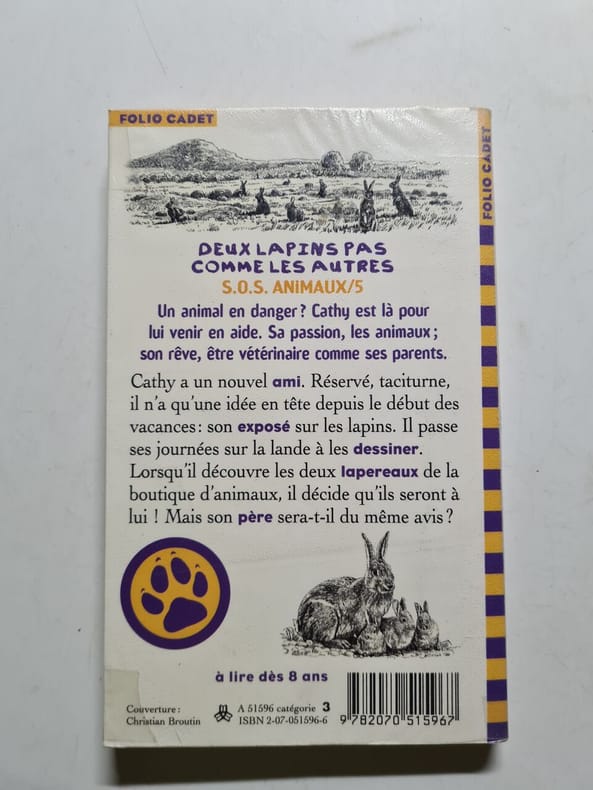 FOLIO CADET
FOLIO CADET
DEUX LAPINS PAS
COMME LES AUTRES
S.O.S. ANIMAUX/5
Un animal en danger ? Cathy est là pour
lui venir en aide. Sa passion, les animaux ;
son rêve, être vétérinaire comme ses parents.
Cathy a un nouvel ami. Réservé, taciturne,
il n'a qu'une idée en tête depuis le début des
vacances : son exposé sur les lapins. Il passe
ses journées sur la lande à les dessiner.
Lorsqu'il découvre les deux lapereaux de la
boutique d'animaux, il décide qu'ils seront à
lui ! Mais son père sera-t-il du même avis ?
à lire dès 8 ans
Couverture :
Christian Broutin
A 51596 catégorie 3
ISBN 2-07-051596-6
9 782070 515967